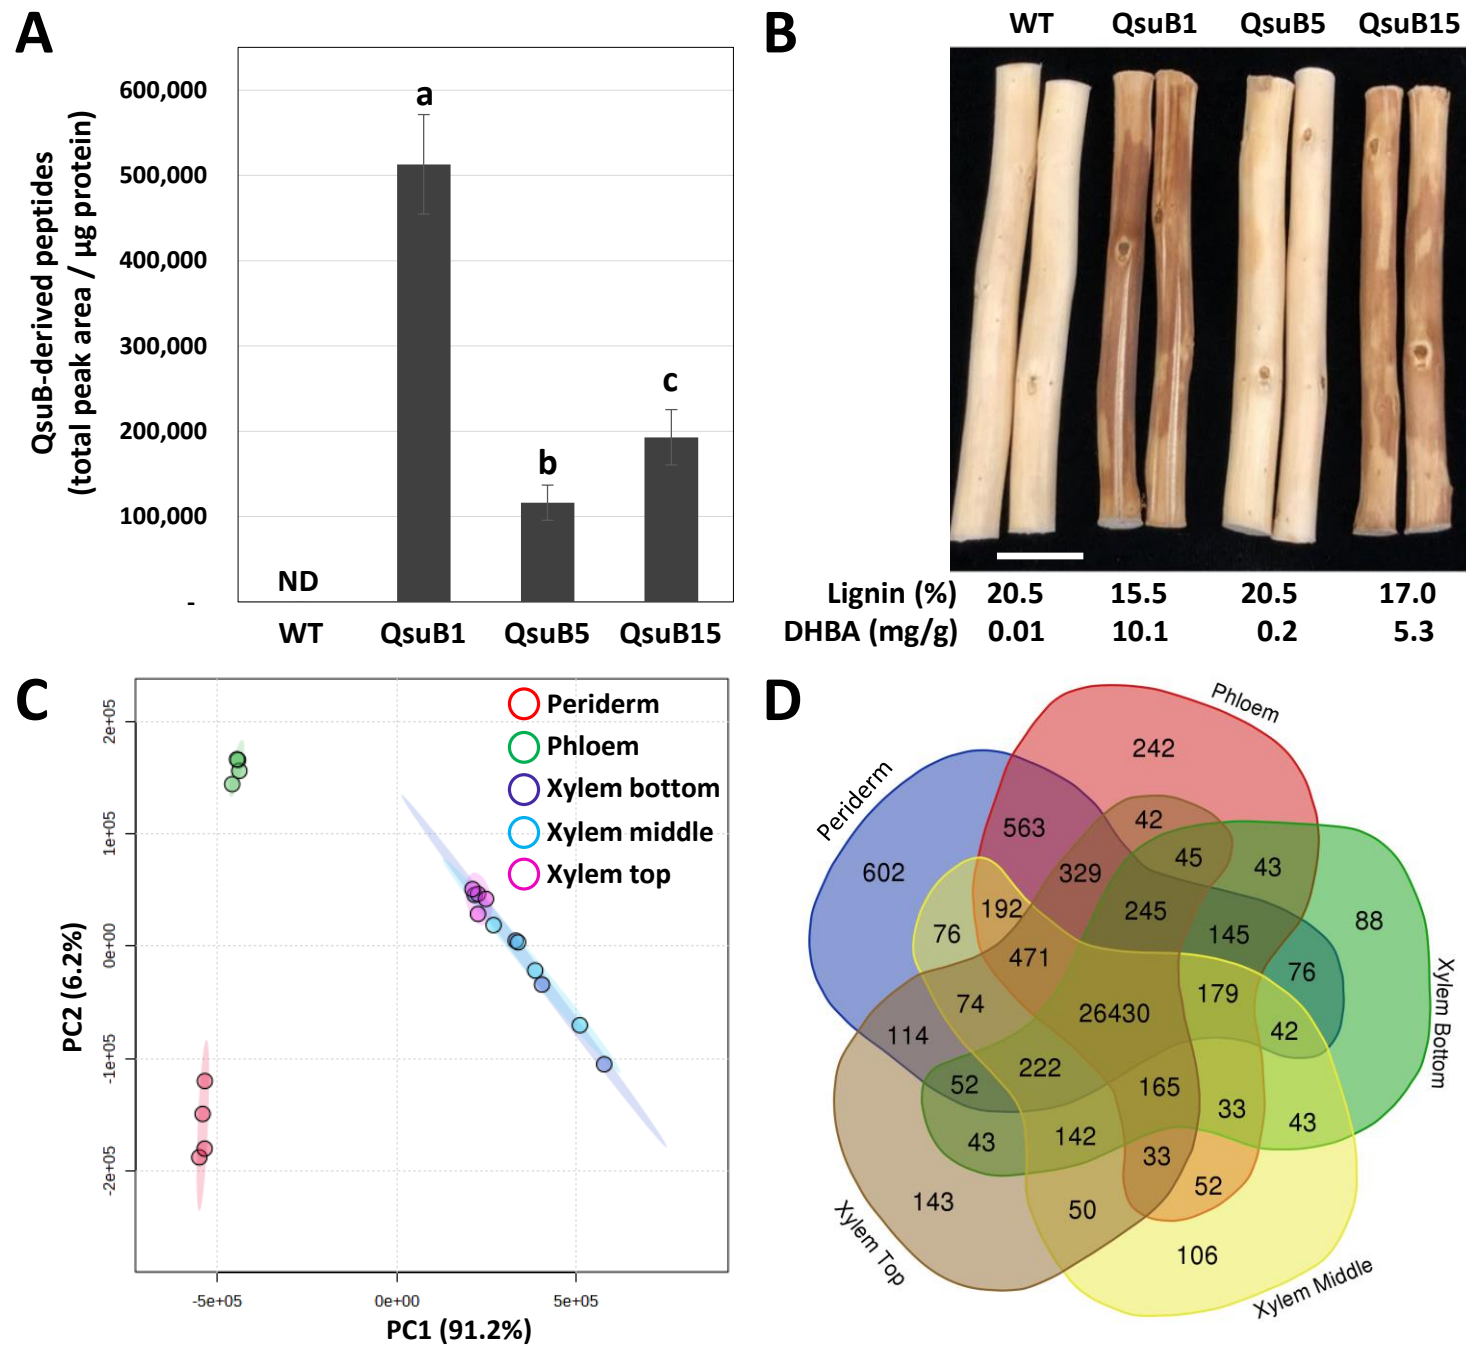 A
QsuB-derived peptides
(total peak area / µg protein)
600,000
500,000
400,000
300,000
200,000
100,000
-
a
b
c
ND
WT
QsuB1
QsuB5
QsuB15
B
WT QsuB1 QsuB5 QsuB15
Lignin (%) 20.5 15.5 20.5 17.0
DHBA (mg/g) 0.01 10.1 0.2 5.3
C
Periderm
Phloem
Xylem bottom
Xylem middle
Xylem top
PC2 (6.2%)
2e+05
1e+05
0e+00
-1e+05
-2e+05
-5e+05
0e+00
5e+05
PC1 (91.2%)
D
Phloem
Periderm
Xylem Bottom
Xylem Middle
Xylem Top
242
563
42
45
43
602
329
192
245
88
76
145
471
76
179
74
26430
42
114
222
52
165
33
43
142
43
33
52
143
50
106